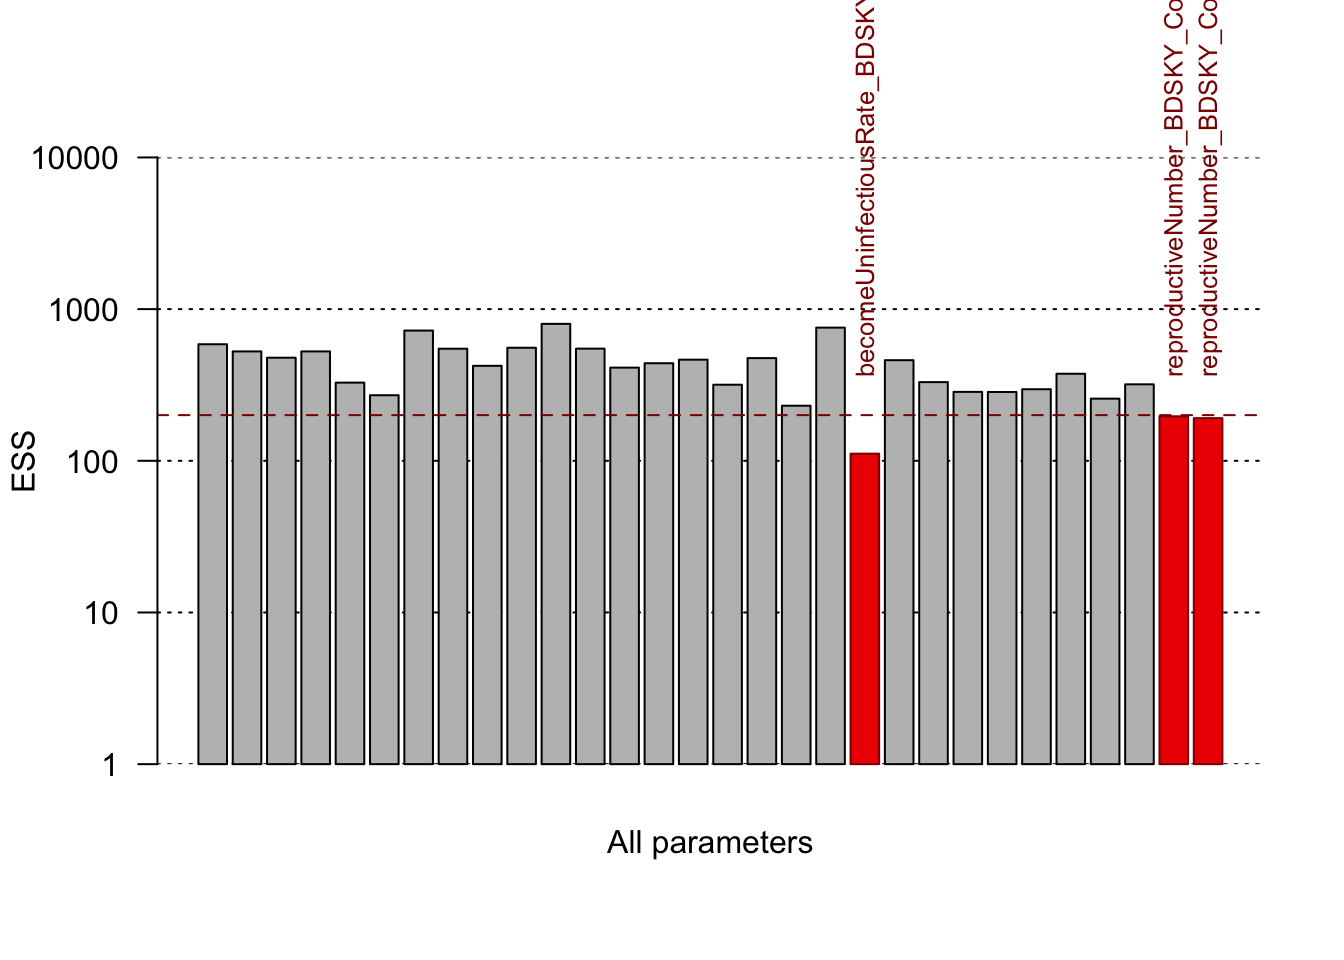 becomeUninfectiousRate_BDSKY
reproductiveNumber_BDSKY_Co
reproductiveNumber_BDSKY_Co
10000
1000
100
10
1
ESS
All parameters